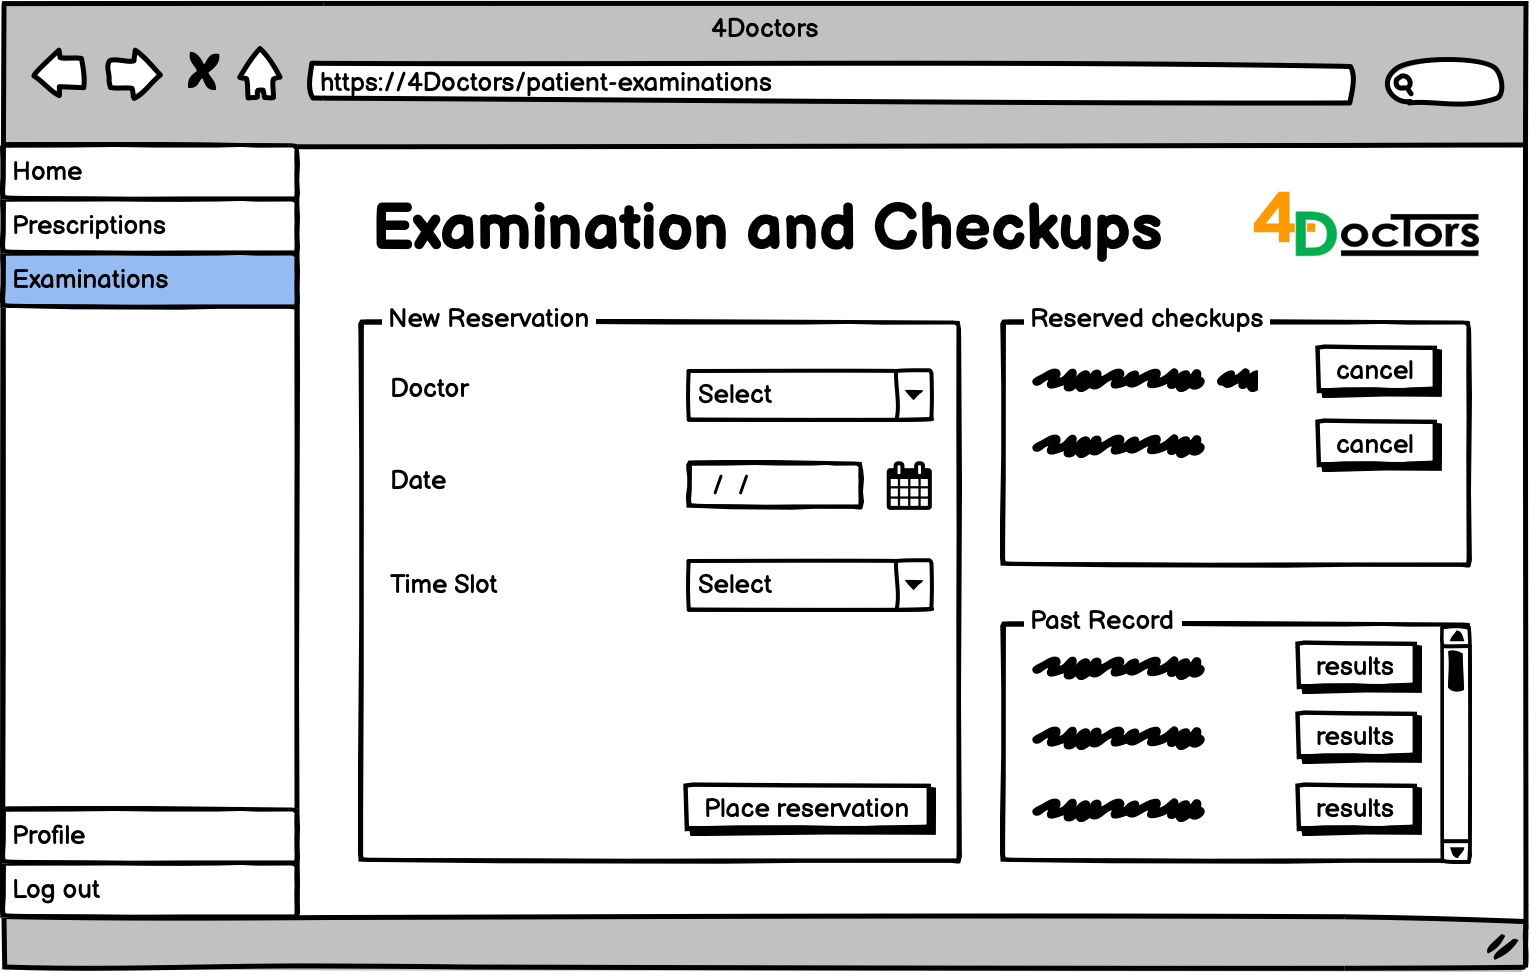 4Doctors
https://4Doctors/patient-examinations
Home
Prescriptions
Examinations
Profile
Log out
Examination and Checkups
4Doctors
New Reservation
Doctor
Select
Date
/ /
Time Slot
Select
Place reservation
Reserved checkups
cancel
cancel
Past Record
results
results
results